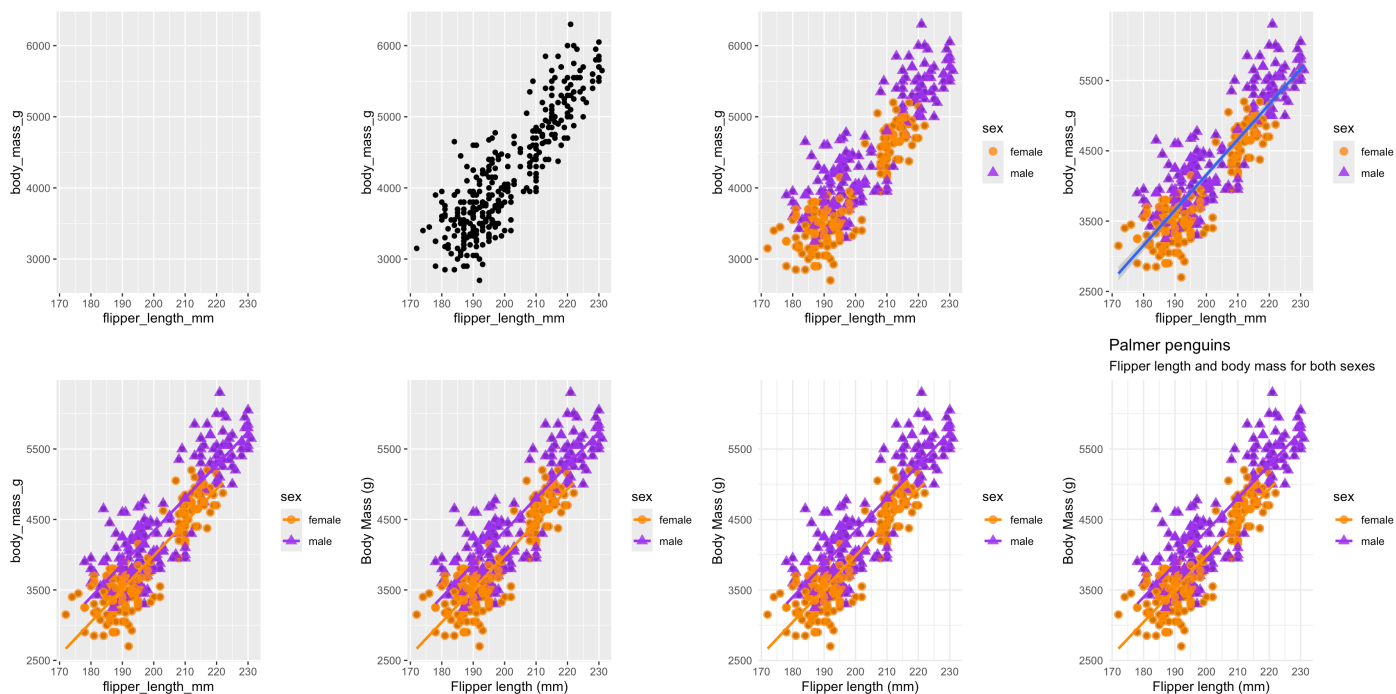 body_mass_g
6000
5000
4000
3000
170 180 190 200 210 220 230
flipper_length_mm
body_mass_g
6000
5000
4000
3000
170 180 190 200 210 220 230
flipper_length_mm
body_mass_g
6000
5000
4000
3000
170 180 190 200 210 220 230
flipper_length_mm
sex
female
male
body_mass_g
5500
4500
3500
2500
170 180 190 200 210 220 230
flipper_length_mm
sex
female
male
body_mass_g
5500
4500
3500
2500
170 180 190 200 210 220 230
flipper_length_mm
sex
female
male
Body Mass (g)
5500
4500
3500
2500
170 180 190 200 210 220 230
Flipper length (mm)
sex
female
male
Body Mass (g)
5500
4500
3500
2500
170 180 190 200 210 220 230
Flipper length (mm)
sex
female
male
Palmer penguins
Flipper length and body mass for both sexes
Body Mass (g)
5500
4500
3500
2500
170 180 190 200 210 220 230
Flipper length (mm)
sex
female
male